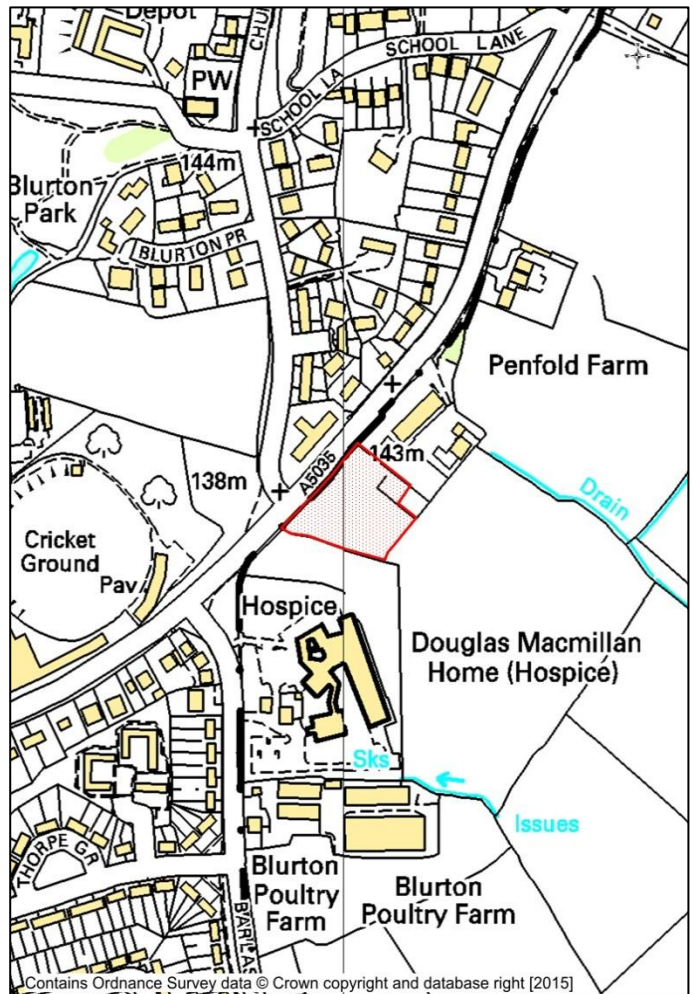 Depot
CHU
SCHOOL LANE
PW
SCHOOL LA
144m
Blurton
Park
BLURTON PR
Penfold Farm
A5035
143m
138m
Drain
Cricket
Ground
Pav
Hospice
Douglas Macmillan
Home (Hospice)
Sks
Issues
THORPE GR
Blurton
Poultry
Farm
Blurton
Poultry Farm
BARLAS
Contains Ordnance Survey data © Crown copyright and database right [2015]